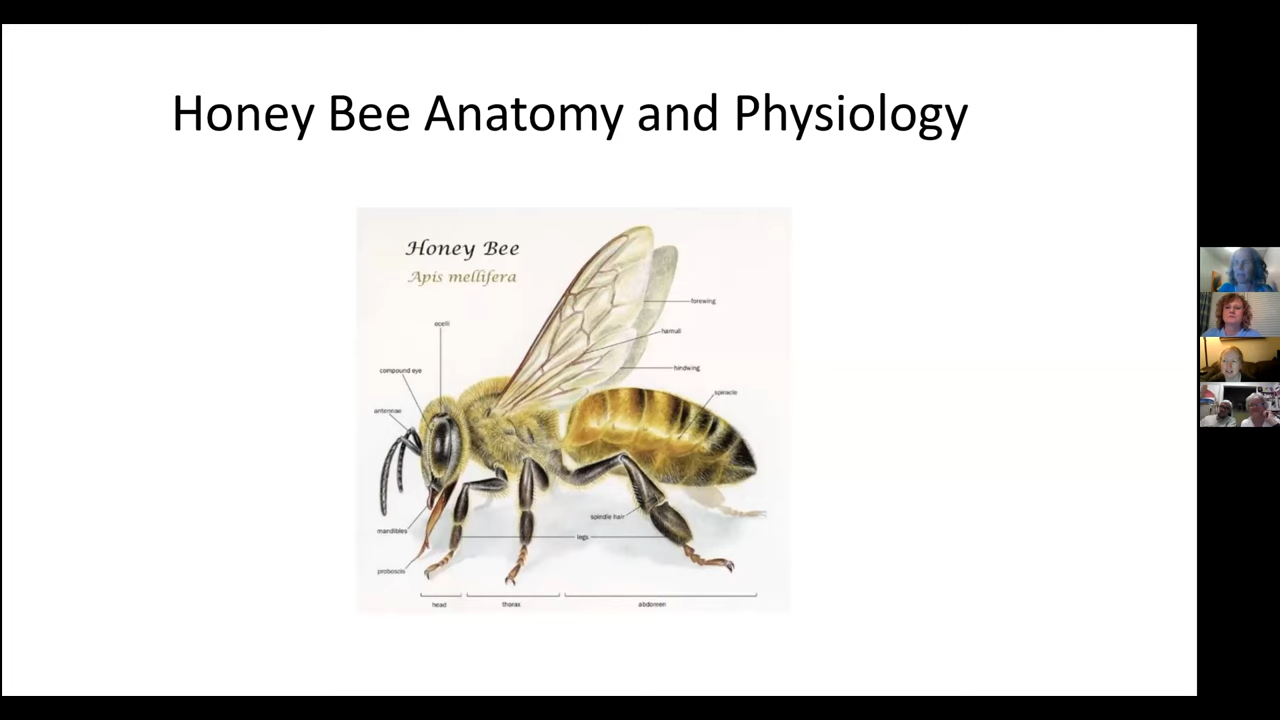 Honey Bee Anatomy and Physiology
Honey Bee
Apis mellifera
forewing
ocelli
hamuli
compound eye
hindwing
spiracle
antennae
spindle hair
mandibles
legs
proboscis
head
thorax
abdomen